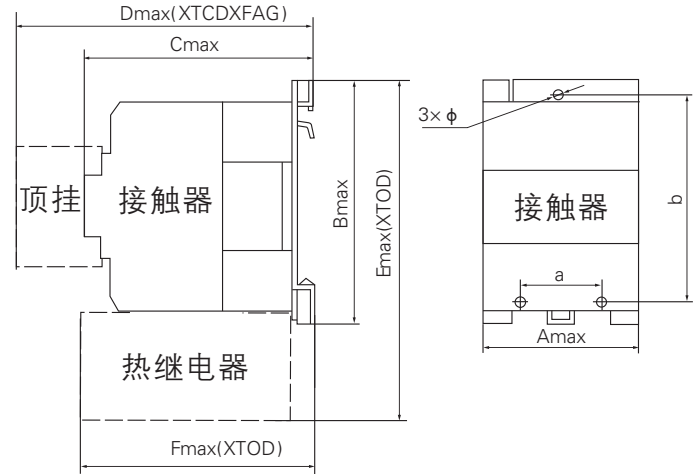 Dmax(XTCDXFAG)
Cmax
3× ϕ
顶挂
接触器
Bmax
Emax(XTOD)
接触器
b
a
Amax
热继电器
Fmax(XTOD)